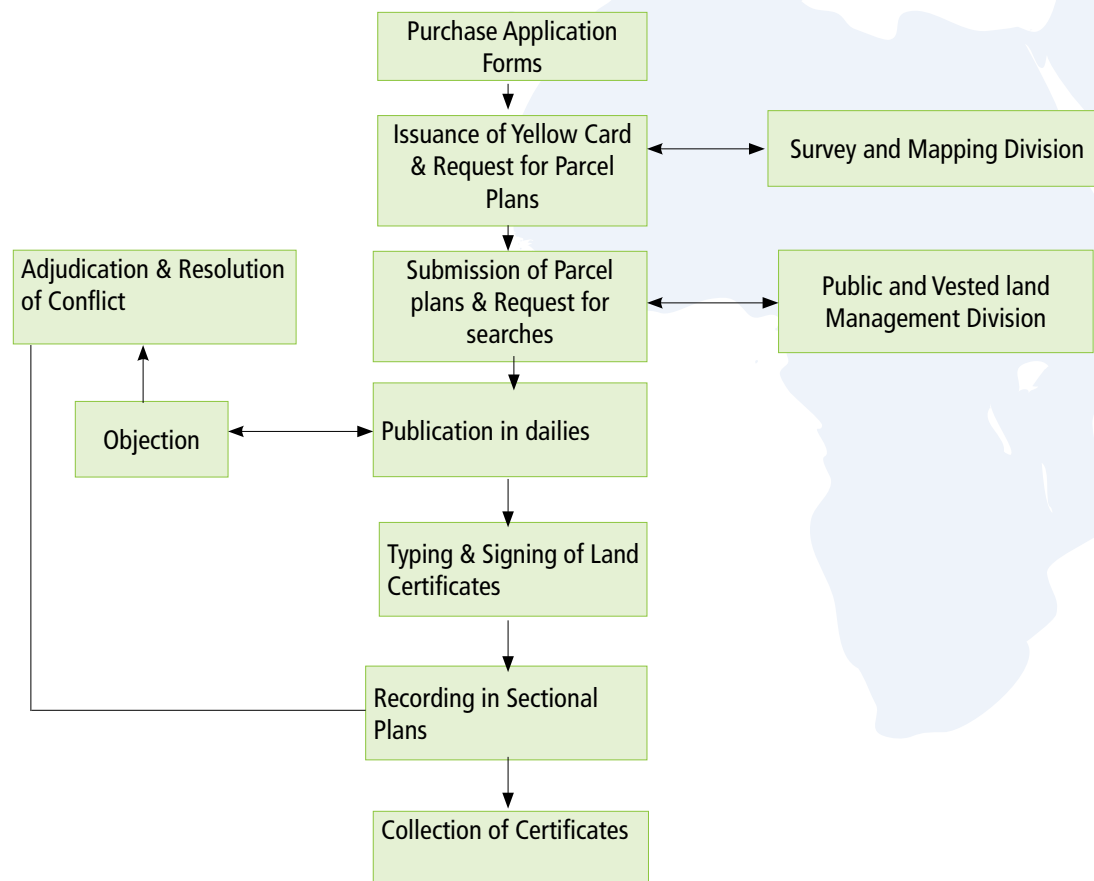 Purchase Application
Forms
Issuance of Yellow Card
& Request for Parcel
Plans
Survey and Mapping Division
Adjudication & Resolution
of Conflict
Submission of Parcel
plans & Request for
searches
Public and Vested land
Management Division
Objection
Publication in dailies
Typing & Signing of Land
Certificates
Recording in Sectional
Plans
Collection of Certificates